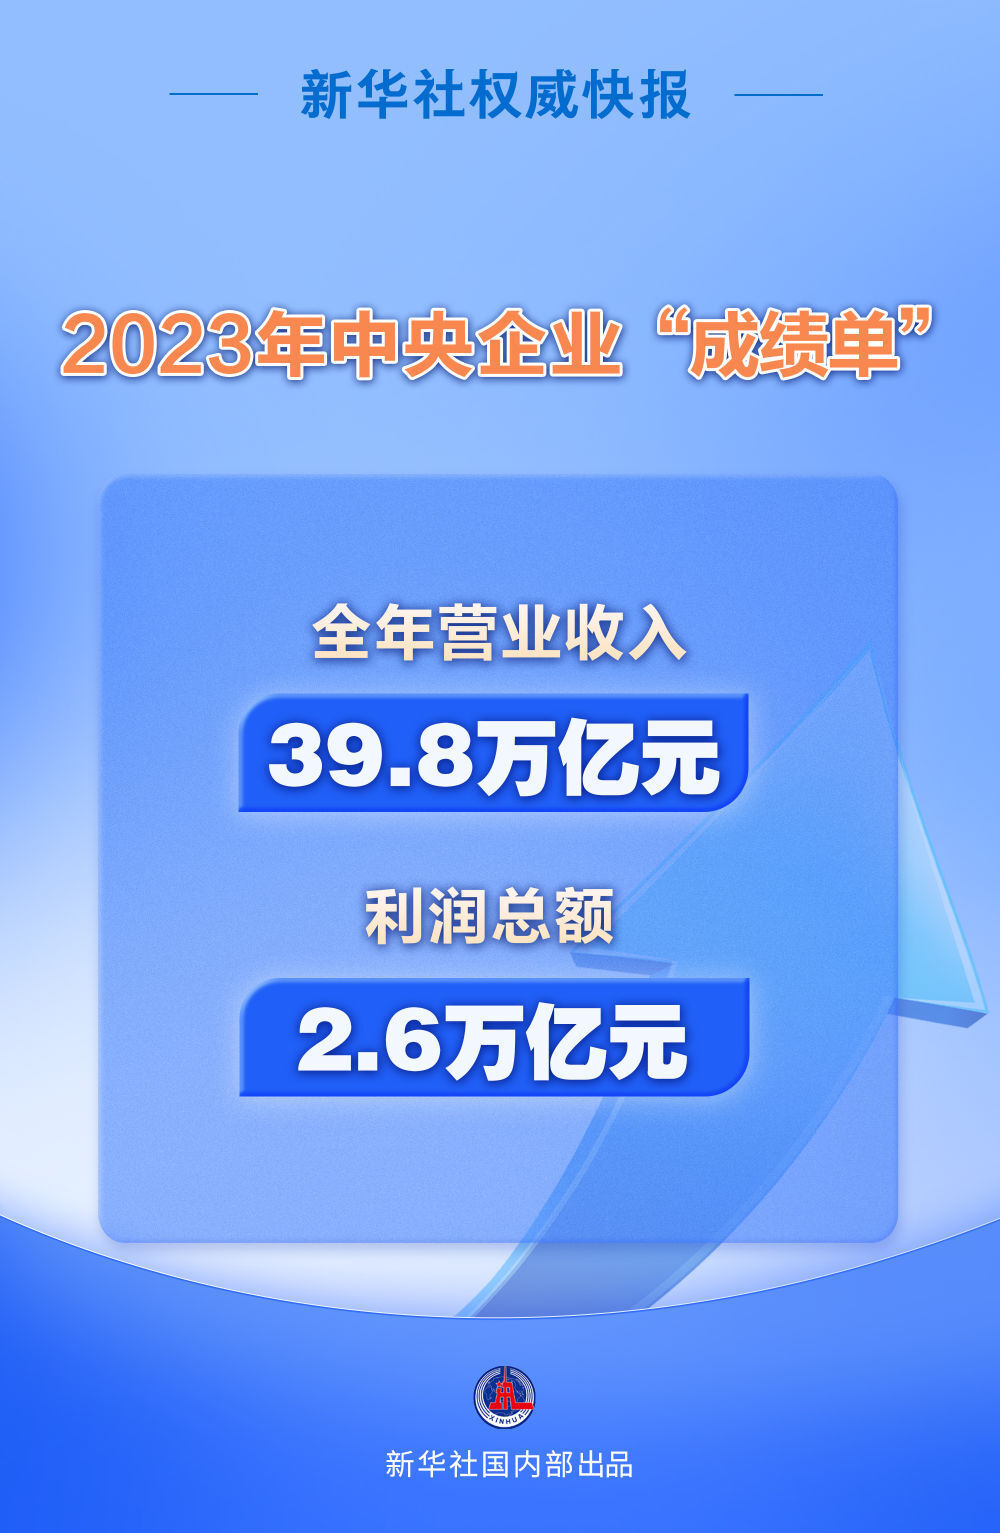 新华社权威快报
2023年中央企业“成绩单”
全年营业收入
39.8万亿元
利润总额
2.6万亿元
XINHUA
新华社国内部出品